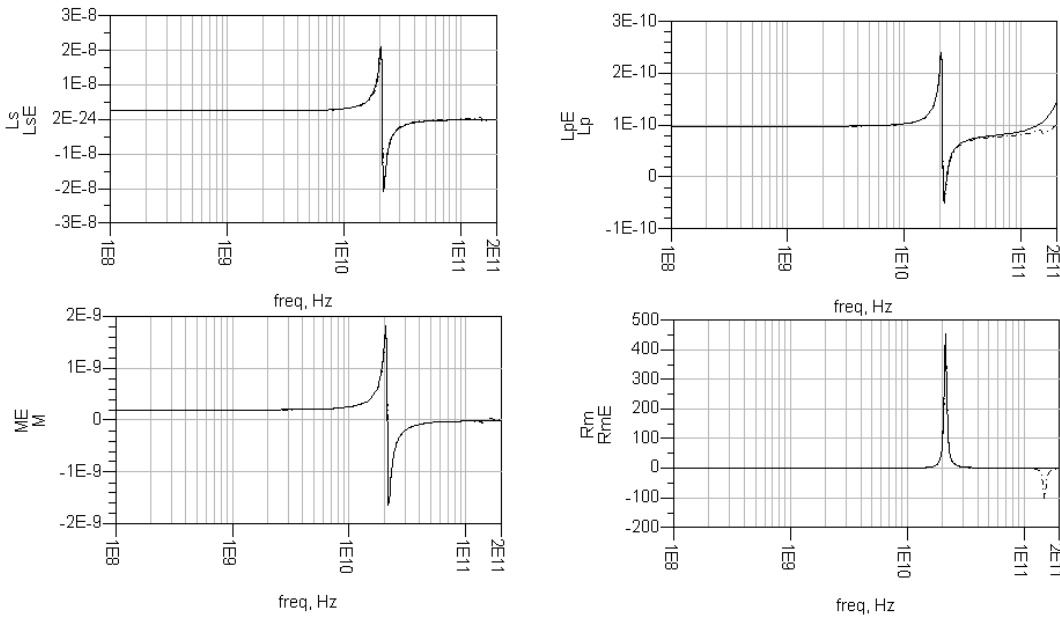 3E-8
2E-8
1E-8
2E-24
-1E-8
-2E-8
-3E-8
Ls
LsE
1E8
1E9
1E10
1E11
2E11
freq, Hz
3E-10
2E-10
1E-10
0
-1E-10
LpE
Lp
1E8
1E9
1E10
1E11
2E11
freq, Hz
2E-9
1E-9
0
-1E-9
-2E-9
ME
M
1E8
1E9
1E10
1E11
2E11
freq, Hz
500
400
300
200
100
0
-100
-200
Rm
RmE
1E8
1E9
1E10
1E11
2E11
freq, Hz